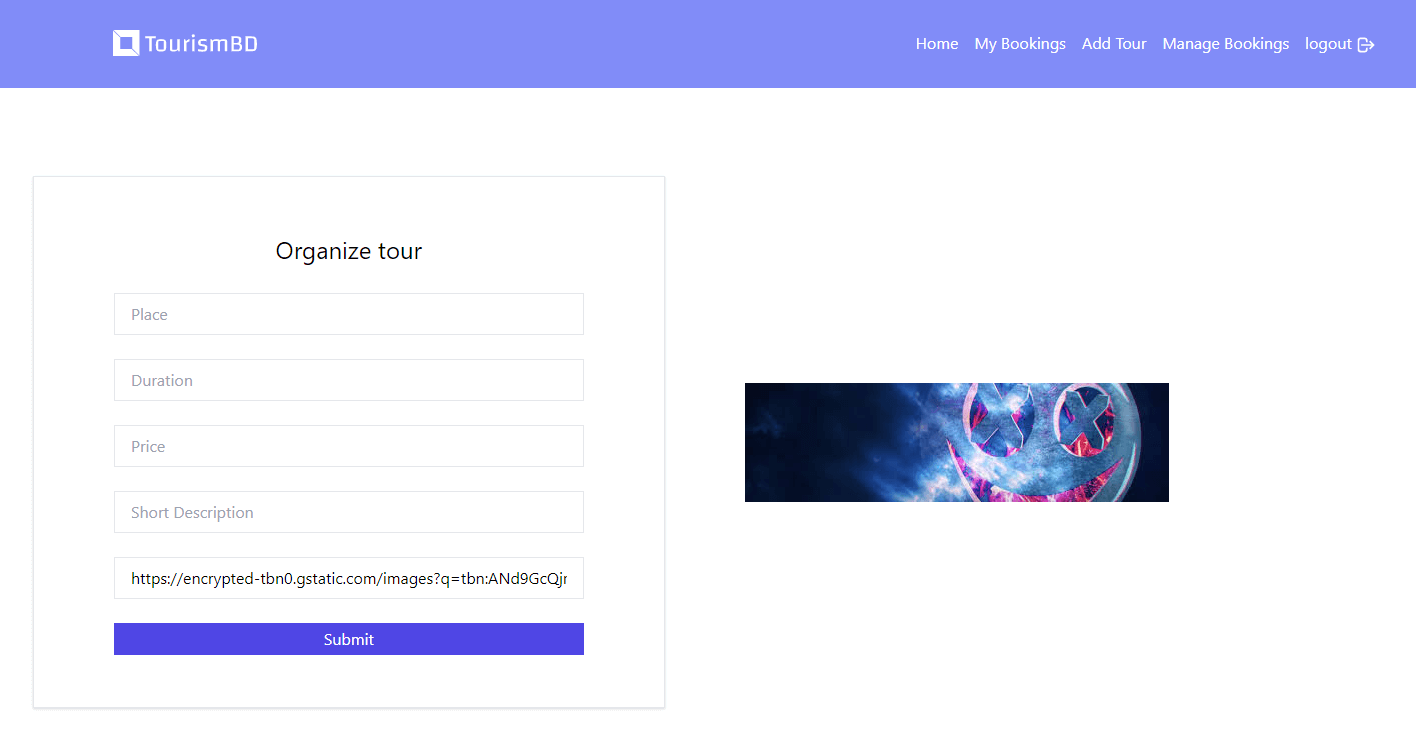 TourismBD
Home My Bookings Add Tour Manage Bookings logout
Organize tour
Place
Duration
Price
Short Description
https://encrypted-tbn0.gstatic.com/images?q=tbn:ANd9GcQjr
Submit